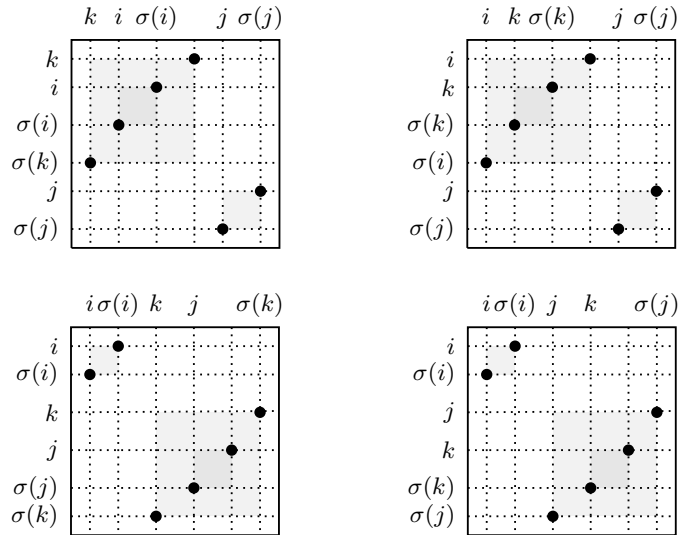 k i σ(i) j σ(j)
k
i
σ(i)
σ(k)
j
σ(j)
i k σ(k) j σ(j)
i
k
σ(k)
σ(i)
j
σ(j)
i σ(i) k j σ(k)
i
σ(i)
k
j
σ(j)
σ(k)
i σ(i) j k σ(j)
i
σ(i)
j
k
σ(k)
σ(j)